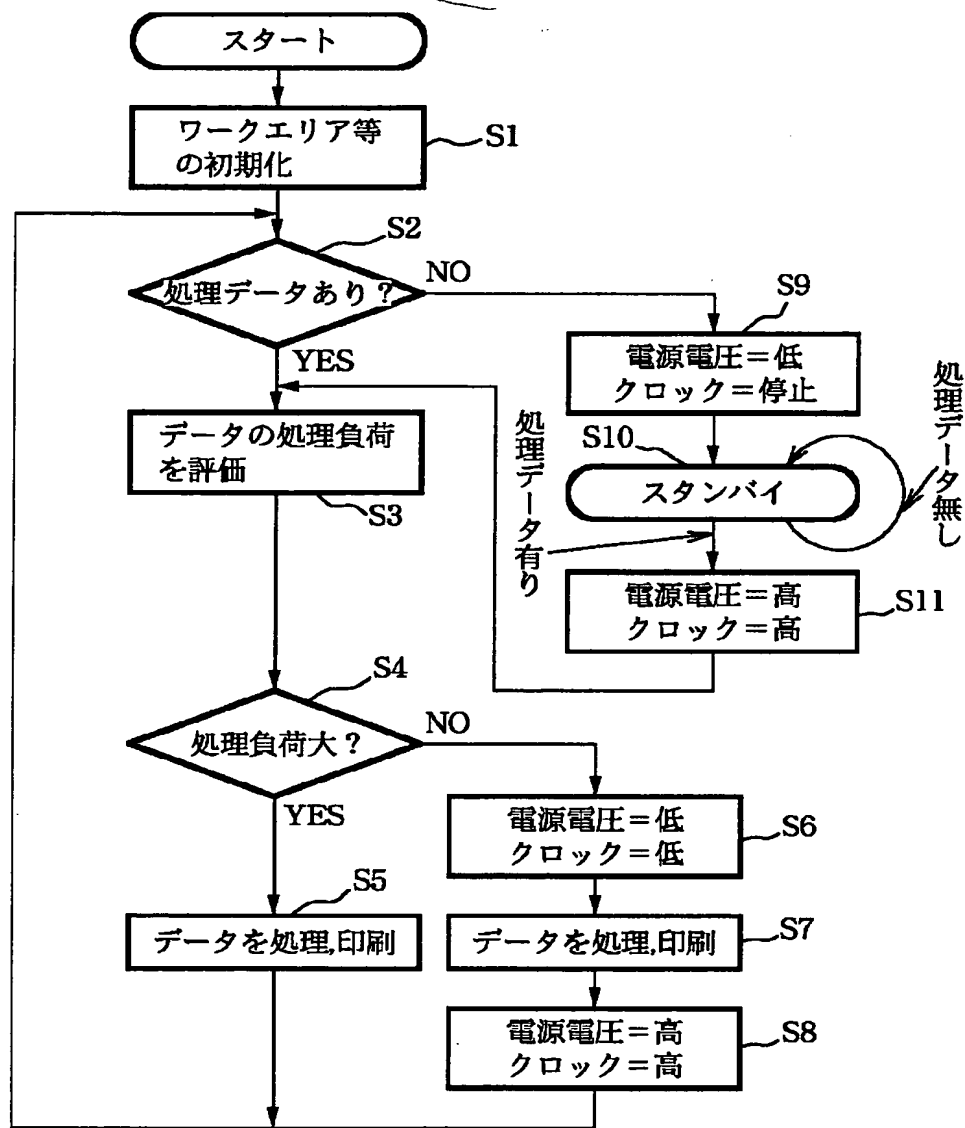 スタート
ワークエリア等
の初期化
S1
S2
処理データあり?
NO
YES
S9
電源電圧=低
クロック=停止
データの処理負荷
を評価
S3
S10
スタンバイ
処理データ無し
処理データ有り
電源電圧=高
クロック=高
S11
S4
処理負荷大?
NO
YES
電源電圧=低
クロック=低
S6
S5
データを処理,印刷
データを処理,印刷
S7
電源電圧=高
クロック=高
S8